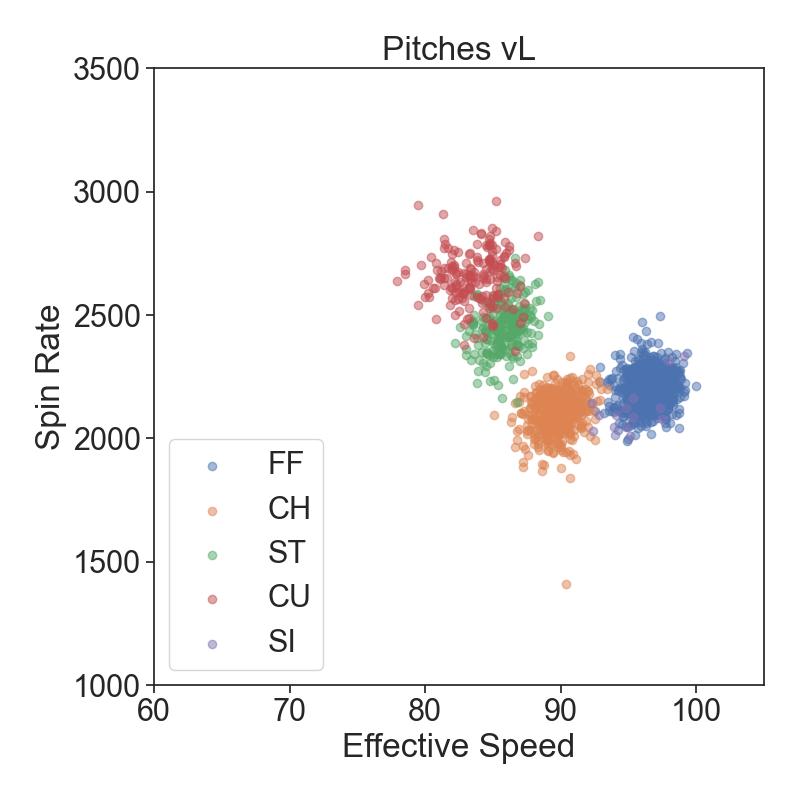 Pitches vL
3500
3000
2500
2000
1500
1000
Spin Rate
FF
CH
ST
CU
SI
60 70 80 90 100
Effective Speed